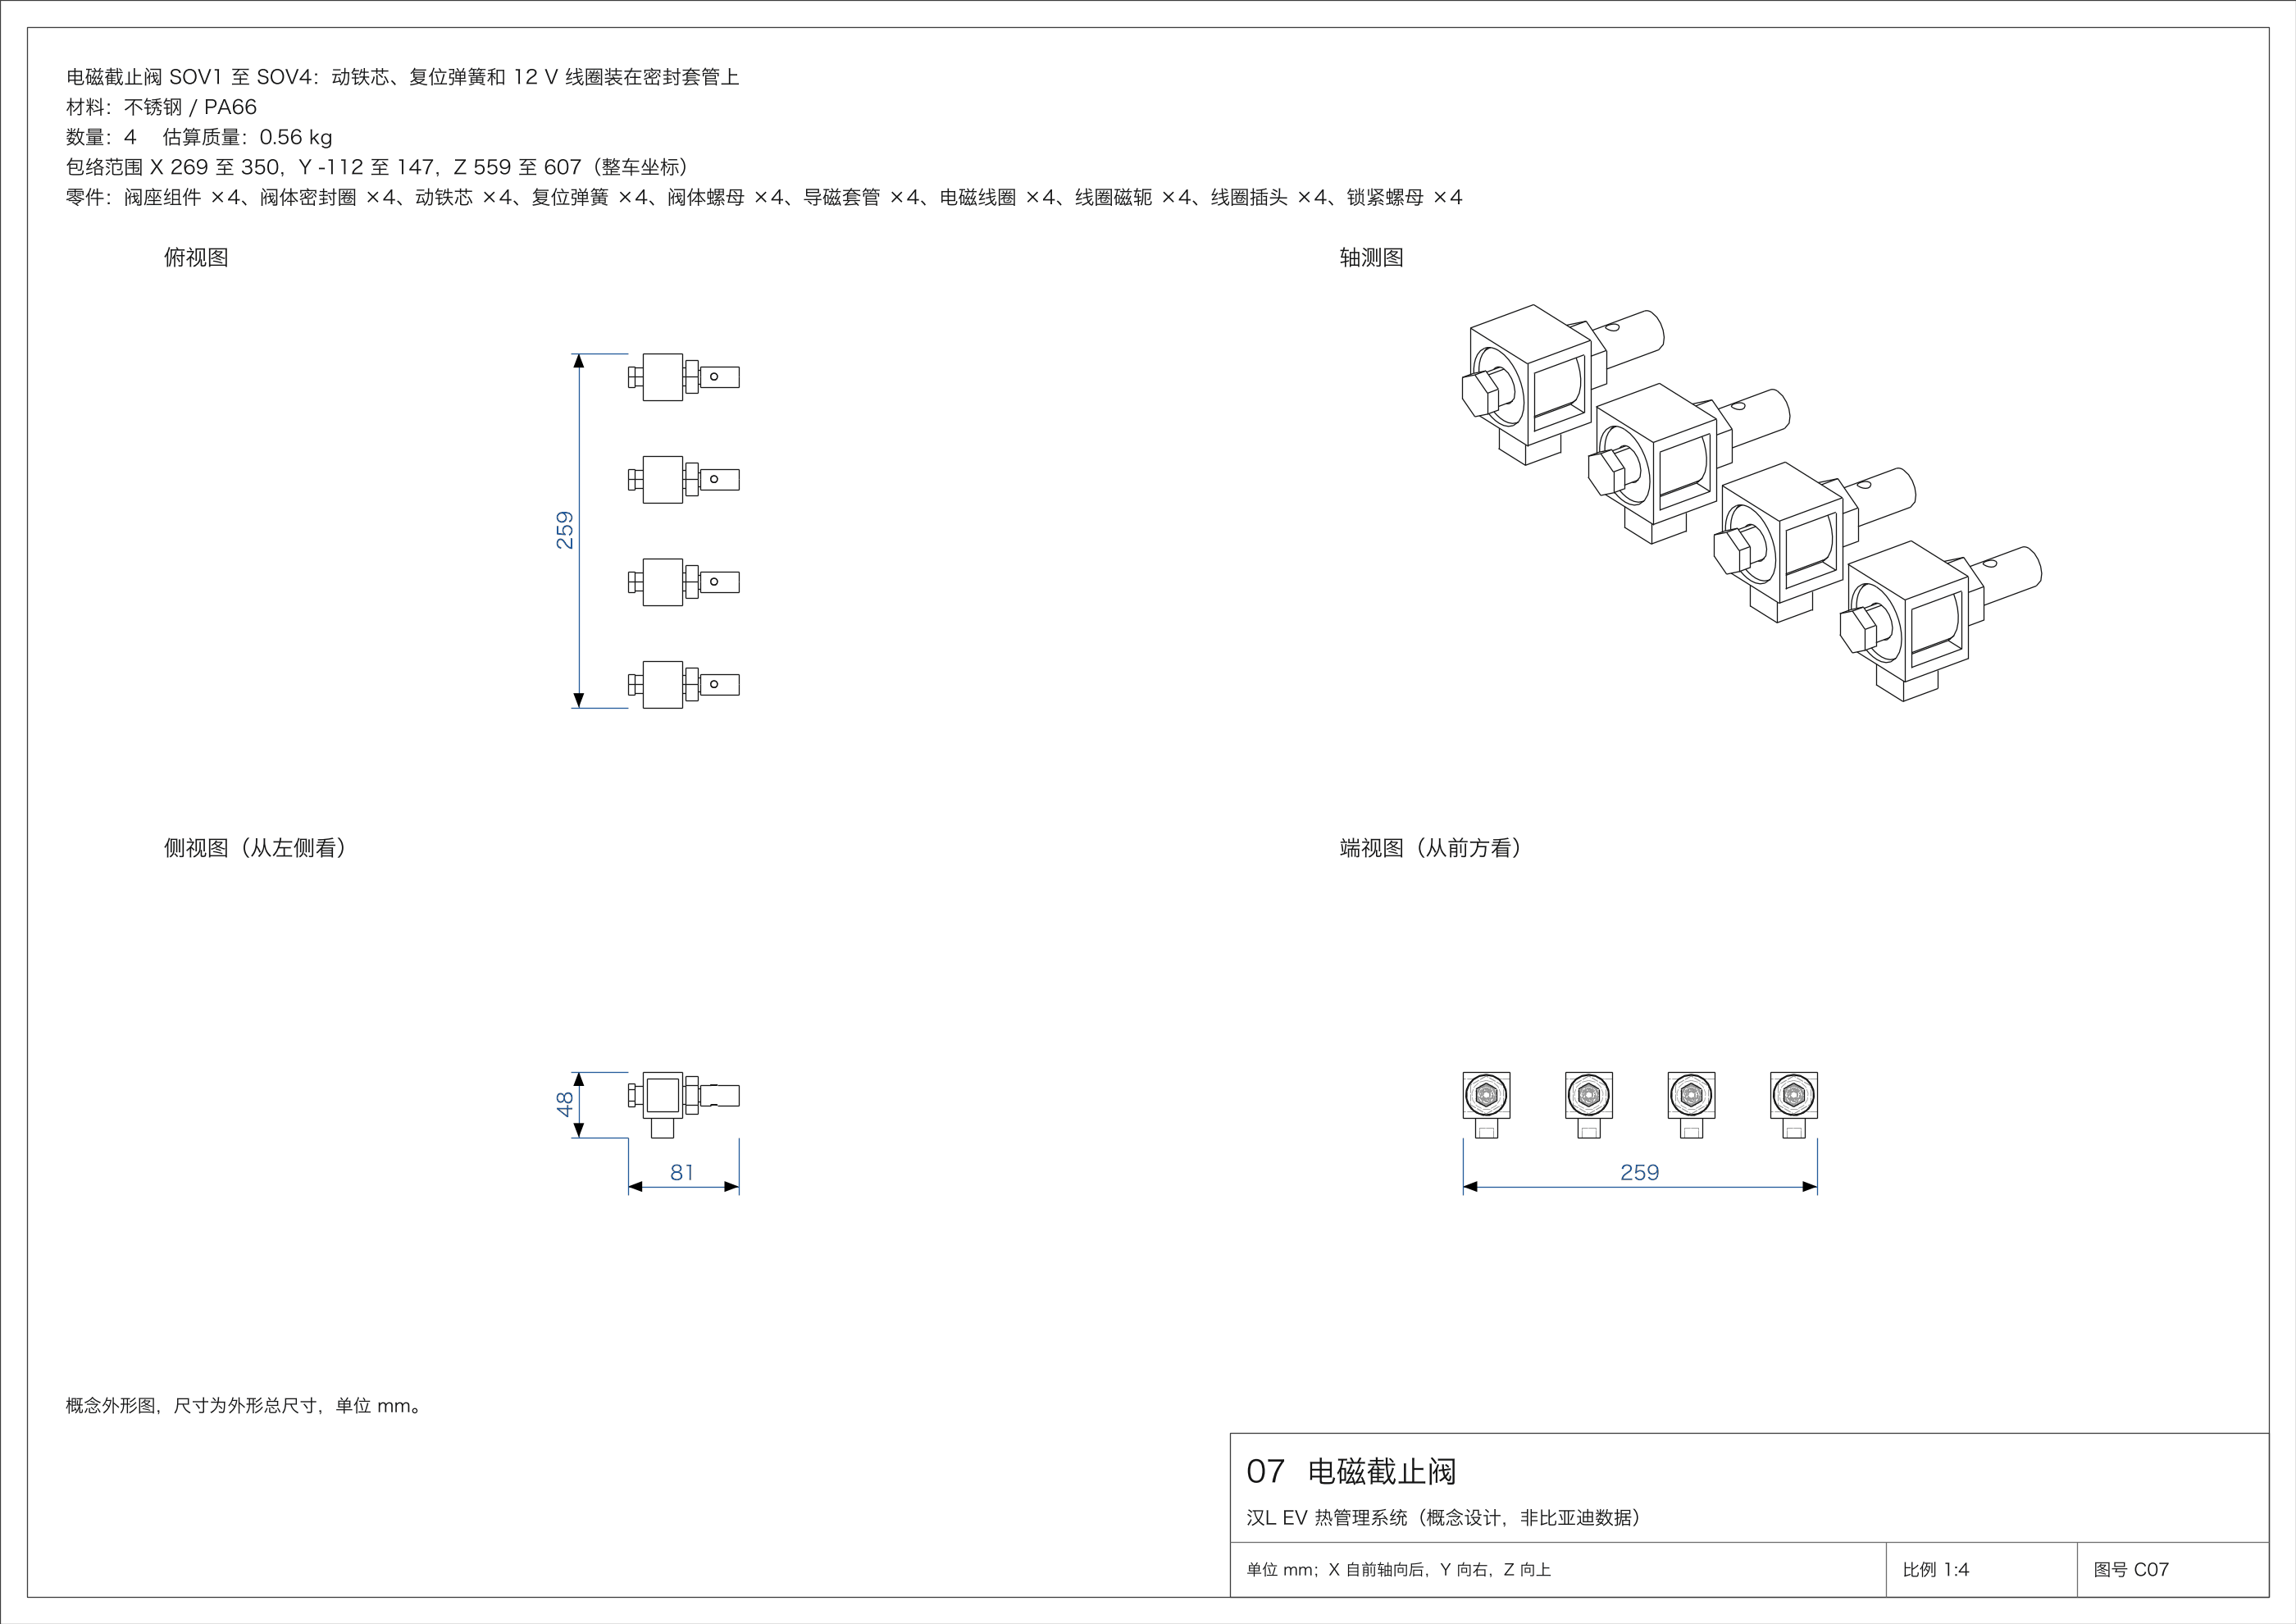 电磁截止阀 SOV1 至 SOV4：动铁芯、复位弹簧和 12 V 线圈装在密封套管上
材料：不锈钢 / PA66
数量：4 估算质量：0.56 kg
包络范围 X 269 至 350，Y -112 至 147，Z 559 至 607（整车坐标）
零件：阀座组件 ×4、阀体密封圈 ×4、动铁芯 ×4、复位弹簧 ×4、阀体螺母 ×4、导磁套管 ×4、电磁线圈 ×4、线圈磁轭 ×4、线圈插头 ×4、锁紧螺母 ×4
俯视图
轴测图
259
侧视图（从左侧看）
端视图（从前方看）
48
81
259
概念外形图，尺寸为外形总尺寸，单位 mm。
07 电磁截止阀
汉L EV 热管理系统（概念设计，非比亚迪数据）
单位 mm；X 自前轴向后，Y 向右，Z 向上
比例 1:4
图号 C07